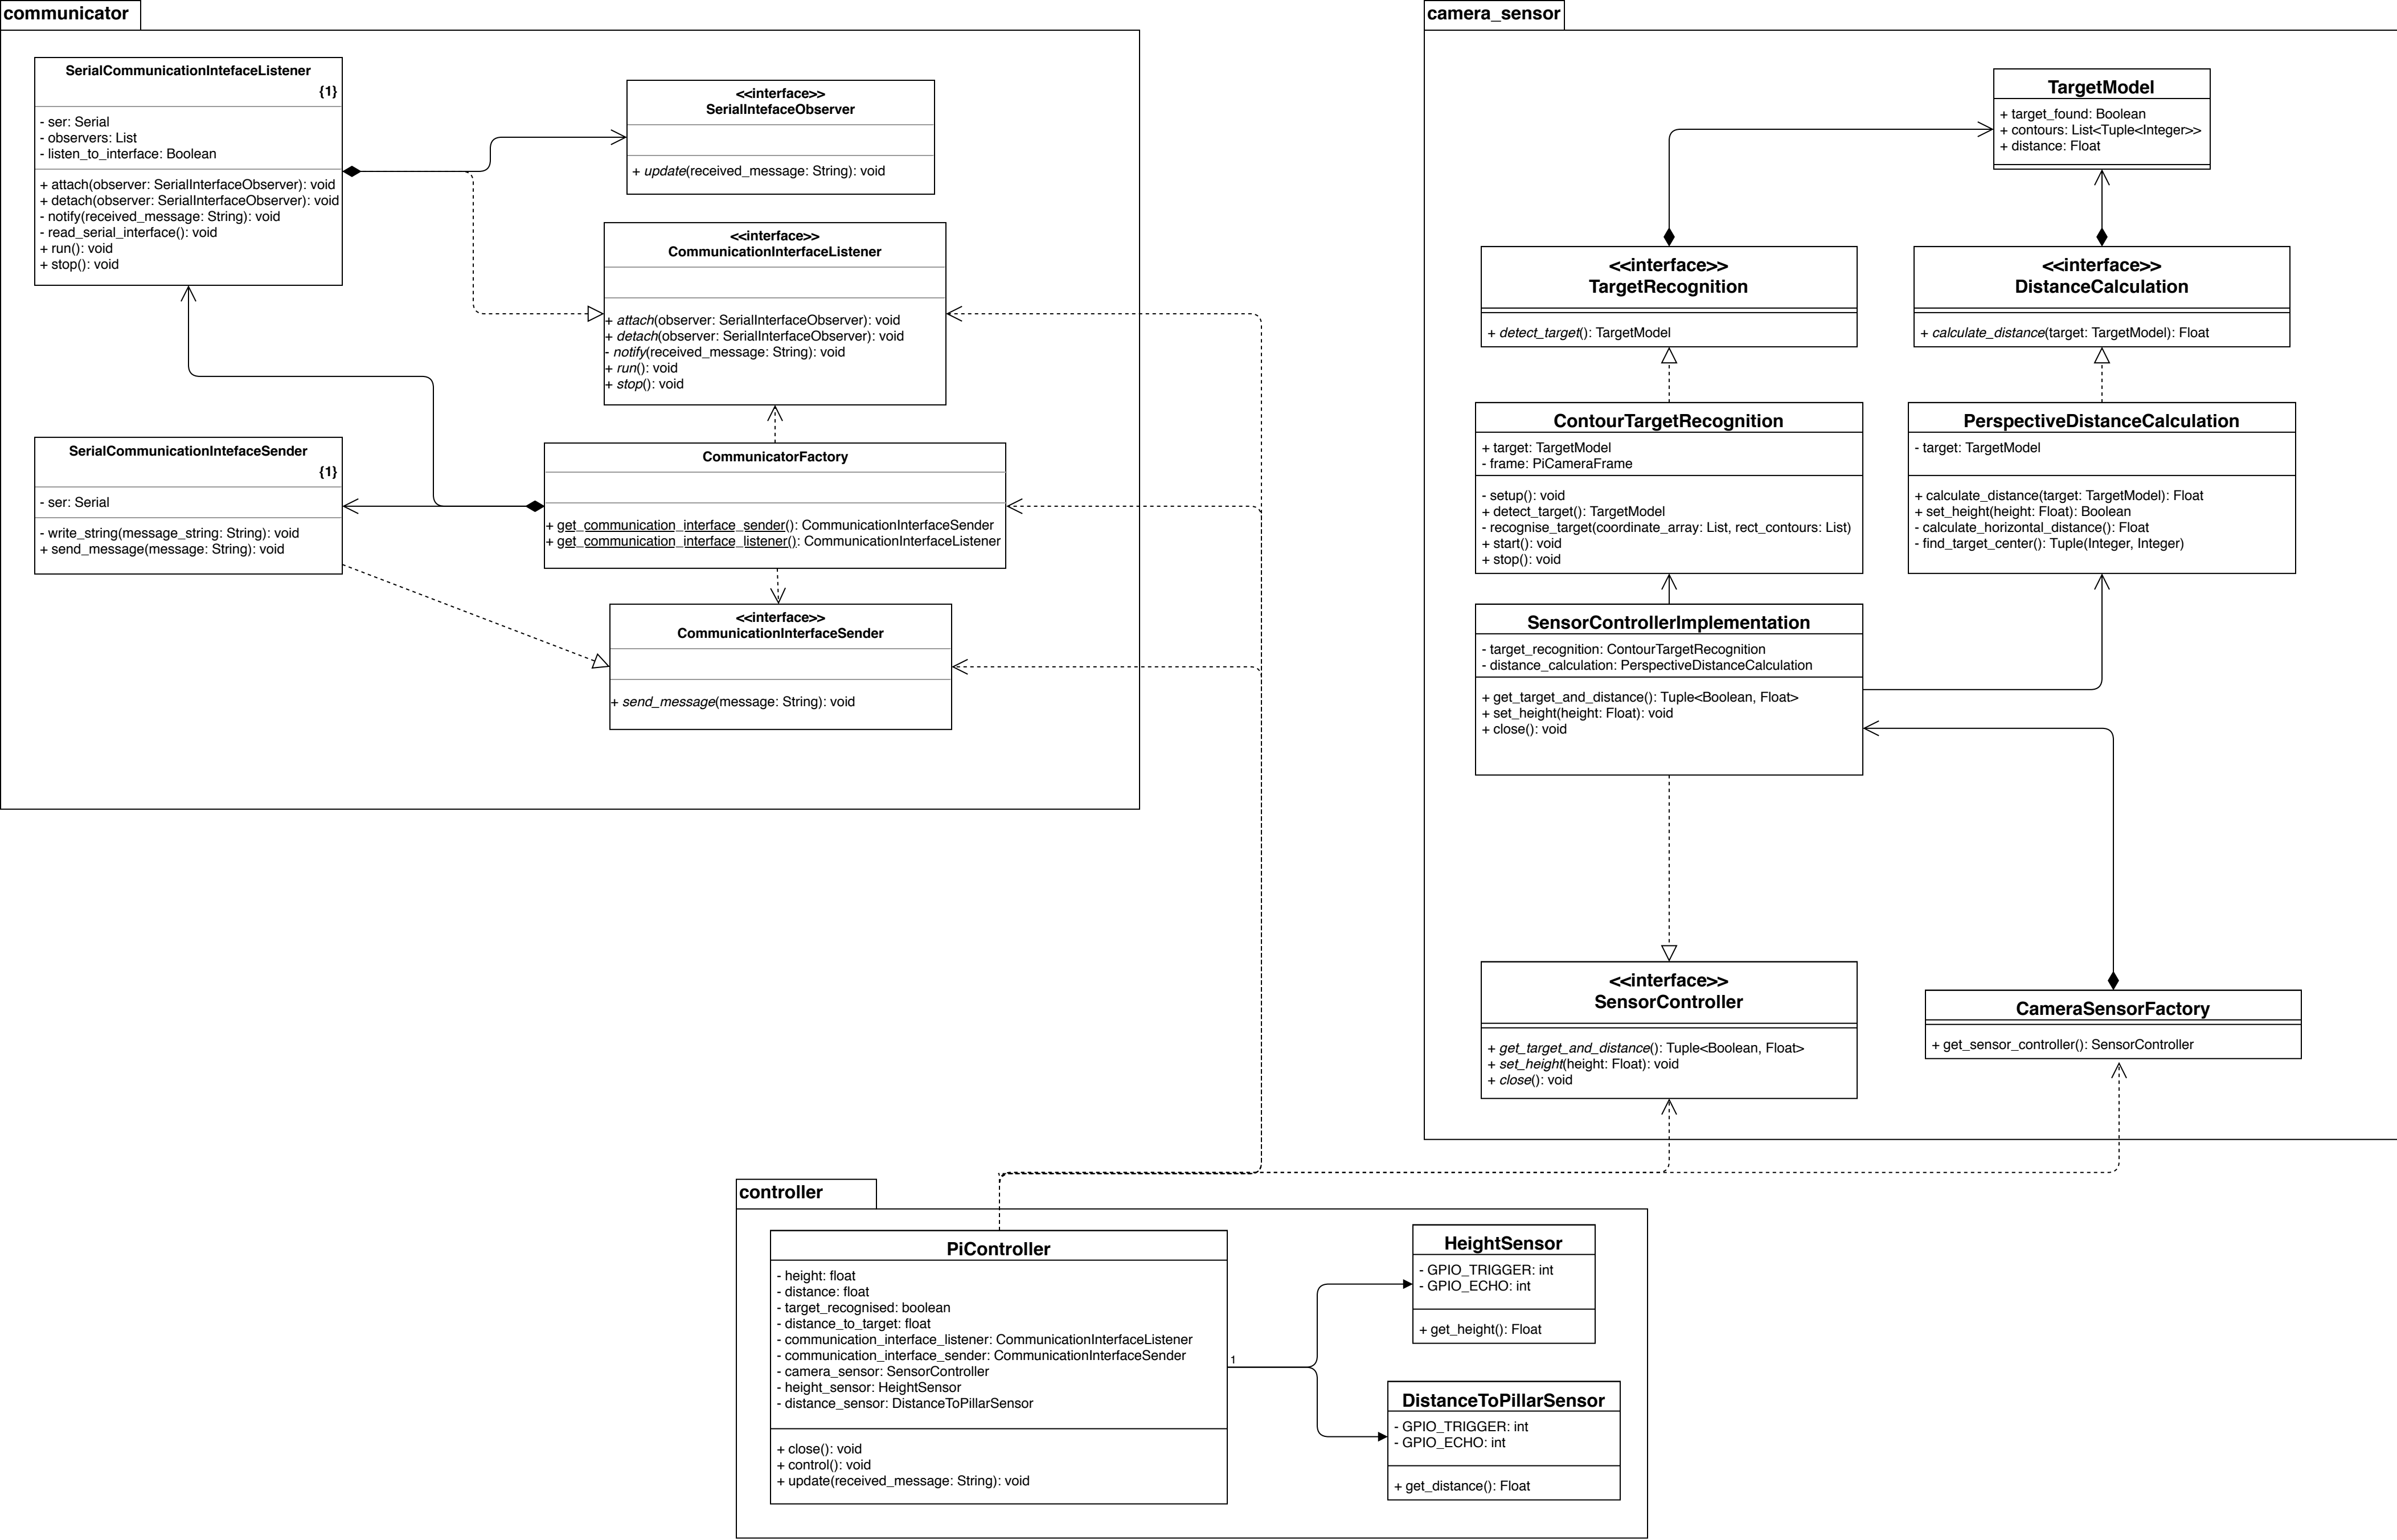 communicator
SerialCommunicationIntefaceListener
{1}
- ser: Serial
- observers: List
- listen_to_interface: Boolean
+ attach(observer: SerialInterfaceObserver): void
+ detach(observer: SerialInterfaceObserver): void
- notify(received_message: String): void
- read_serial_interface(): void
+ run(): void
+ stop(): void
<<interface>>
SerialIntefaceObserver
+ update(received_message: String): void
<<interface>>
CommunicationInterfaceListener
+ attach(observer: SerialInterfaceObserver): void
+ detach(observer: SerialInterfaceObserver): void
- notify(received_message: String): void
+ run(): void
+ stop(): void
SerialCommunicationIntefaceSender
{1}
- ser: Serial
- write_string(message_string: String): void
+ send_message(message: String): void
CommunicatorFactory
+ get_communication_interface_sender(): CommunicationInterfaceSender
+ get_communication_interface_listener(): CommunicationInterfaceListener
<<interface>>
CommunicationInterfaceSender
+ send_message(message: String): void
camera_sensor
TargetModel
+ target_found: Boolean
+ contours: List<Tuple<Integer>>
+ distance: Float
<<interface>>
TargetRecognition
+ detect_target(): TargetModel
<<interface>>
DistanceCalculation
+ calculate_distance(target: TargetModel): Float
ContourTargetRecognition
+ target: TargetModel
- frame: PiCameraFrame
- setup(): void
+ detect_target(): TargetModel
- recognise_target(coordinate_array: List, rect_contours: List)
+ start(): void
+ stop(): void
PerspectiveDistanceCalculation
- target: TargetModel
+ calculate_distance(target: TargetModel): Float
+ set_height(height: Float): Boolean
- calculate_horizontal_distance(): Float
- find_target_center(): Tuple(Integer, Integer)
SensorControllerImplementation
- target_recognition: ContourTargetRecognition
- distance_calculation: PerspectiveDistanceCalculation
+ get_target_and_distance(): Tuple<Boolean, Float>
+ set_height(height: Float): void
+ close(): void
<<interface>>
SensorController
+ get_target_and_distance(): Tuple<Boolean, Float>
+ set_height(height: Float): void
+ close(): void
CameraSensorFactory
+ get_sensor_controller(): SensorController
controller
PiController
- height: float
- distance: float
- target_recognised: boolean
- distance_to_target: float
- communication_interface_listener: CommunicationInterfaceListener
- communication_interface_sender: CommunicationInterfaceSender
- camera_sensor: SensorController
- height_sensor: HeightSensor
- distance_sensor: DistanceToPillarSensor
+ close(): void
+ control(): void
+ update(received_message: String): void
1
HeightSensor
- GPIO_TRIGGER: int
- GPIO_ECHO: int
+ get_height(): Float
DistanceToPillarSensor
- GPIO_TRIGGER: int
- GPIO_ECHO: int
+ get_distance(): Float